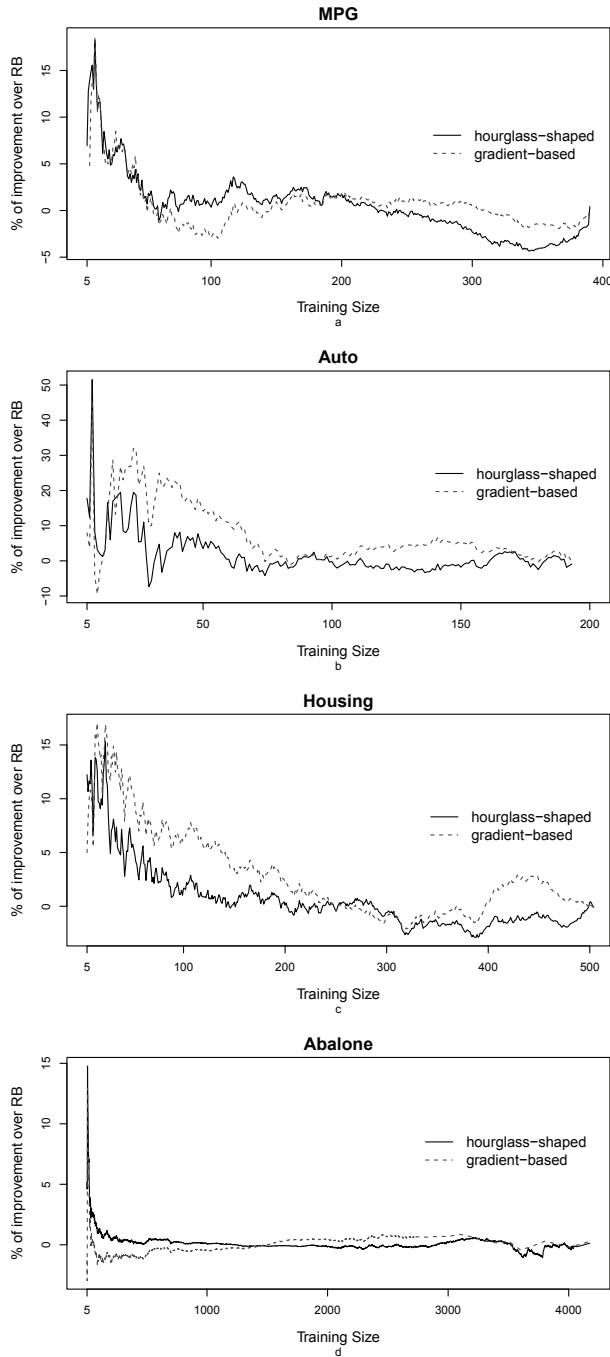 MPG
% of improvement over RB
15
10
5
0
−5
hourglass−shaped
gradient−based
5
100
200
300
400
Training Size
a
Auto
% of improvement over RB
50
40
30
20
10
0
−10
hourglass−shaped
gradient−based
5
50
100
150
200
Training Size
b
Housing
% of improvement over RB
15
10
5
0
hourglass−shaped
gradient−based
5
100
200
300
400
500
Training Size
c
Abalone
% of improvement over RB
15
10
5
0
hourglass−shaped
gradient−based
5
1000
2000
3000
4000
Training Size
d